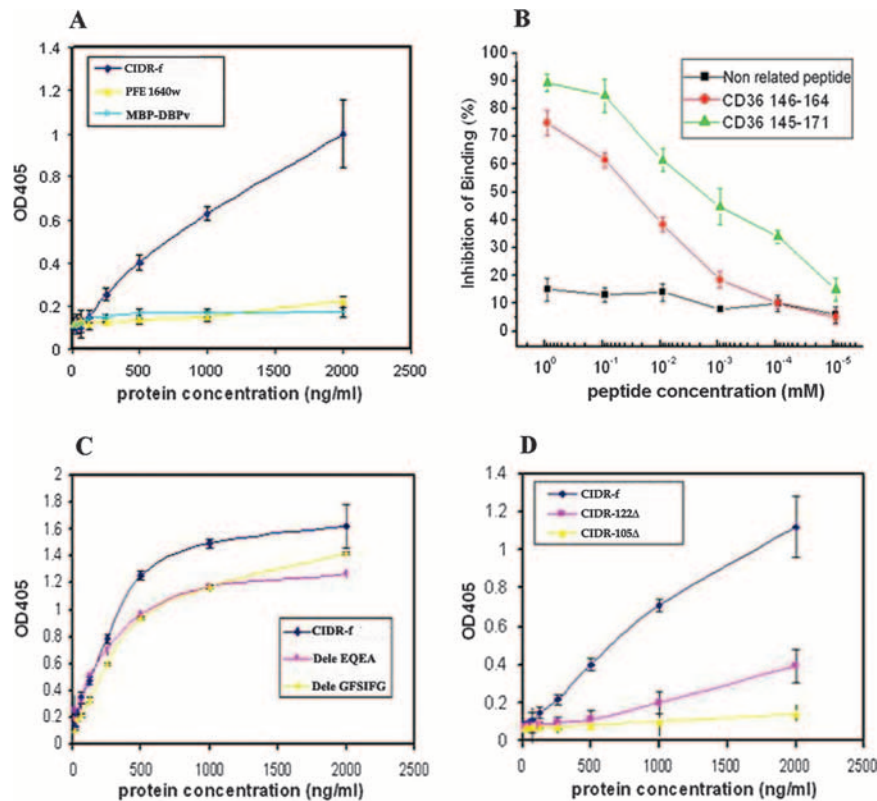 A
1.4
1.2
1
0.8
0.6
0.4
0.2
0
OD405
CIDR-f
PFE 1640w
MBP-DBPv
0 500 1000 1500 2000 2500
protein concentration (ng/ml)
B
100
90
80
70
60
50
40
30
20
10
0
Inhibition of Binding (%)
Non related peptide
CD36 146-164
CD36 145-171
10⁰ 10⁻¹ 10⁻² 10⁻³ 10⁻⁴ 10⁻⁵
peptide concentration (mM)
C
2
1.8
1.6
1.4
1.2
1
0.8
0.6
0.4
0.2
0
OD405
CIDR-f
Dele EQEA
Dele GFSIFG
0 500 1000 1500 2000 2500
protein concentration (ng/ml)
D
1.4
1.2
1
0.8
0.6
0.4
0.2
0
OD405
CIDR-f
CIDR-122Δ
CIDR-105Δ
0 500 1000 1500 2000 2500
protein concentration (ng/ml)